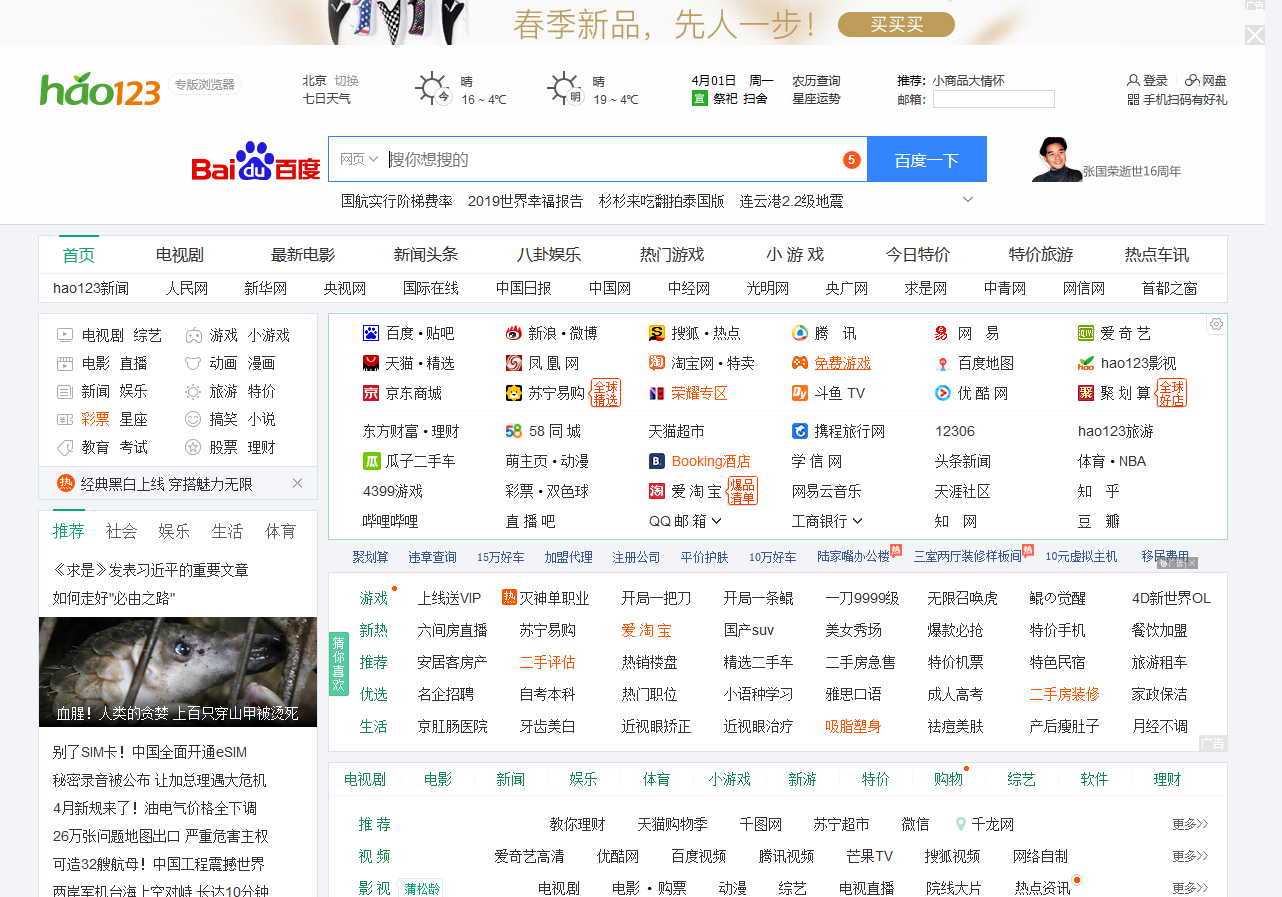 春季新品，先人一步！ 买买买 广告
hao123 专版浏览器
北京 切换 晴 晴 4月01日 周一 农历查询 推荐：小商品大情怀 登录 网盘
七日天气 今 16 ~ 4℃ 明 19 ~ 4℃ 宜 祭祀 扫舍 星座运势 邮箱： 手机扫码有好礼
Bai du 百度 网页 搜你想搜的 5 百度一下 张国荣逝世16周年
国航实行阶梯费率 2019世界幸福报告 杉杉来吃翻拍泰国版 连云港2.2级地震
首页 电视剧 最新电影 新闻头条 八卦娱乐 热门游戏 小 游 戏 今日特价 特价旅游 热点车讯
hao123新闻 人民网 新华网 央视网 国际在线 中国日报 中国网 中经网 光明网 央广网 求是网 中青网 网信网 首都之窗
电视剧 综艺 游戏 小游戏
电影 直播 动画 漫画
新闻 娱乐 旅游 特价
彩票 星座 搞笑 小说
教育 考试 股票 理财
热 经典黑白上线 穿搭魅力无限
推荐 社会 娱乐 生活 体育
《求是》发表习近平的重要文章
如何走好"必由之路"
血腥！人类的贪婪 上百只穿山甲被烫死
别了SIM卡！中国全面开通eSIM
秘密录音被公布 让加总理遇大危机
4月新规来了！油电气价格全下调
26万张问题地图出口 严重危害主权
可造32艘航母！中国工程震撼世界
两岸军机台海上空对峙 长达10分钟
百度 • 贴吧 新浪 • 微博 搜狐 • 热点 腾 讯 易 网 易 爱 奇 艺
天猫 • 精选 凤 凰 网 淘宝网 • 特卖 免费游戏 百度地图 hao123影视
京 京东商城 苏宁易购 全球精选 荣耀专区 斗鱼 TV 优 酷 网 聚 聚 划 算 全球好店
东方财富 • 理财 58 58 同 城 天猫超市 携程旅行网 12306 hao123旅游
瓜 瓜子二手车 萌主页 • 动漫 B. Booking酒店 学 信 网 头条新闻 体育 • NBA
4399游戏 彩票 • 双色球 淘 爱 淘 宝 爆品清单 网易云音乐 天涯社区 知 乎
哔哩哔哩 直 播 吧 QQ 邮 箱 工商银行 知 网 豆 瓣
聚划算 违章查询 15万好车 加盟代理 注册公司 平价护肤 10万好车 陆家嘴办公楼 热 三室两厅装修样板间 热 10元虚拟主机 移民费用 广告
猜你喜欢
游戏 上线送VIP 热 灭神单职业 开局一把刀 开局一条鲲 一刀9999级 无限召唤虎 鲲の觉醒 4D新世界OL
新热 六间房直播 苏宁易购 爱 淘 宝 国产suv 美女秀场 爆款必抢 特价手机 餐饮加盟
推荐 安居客房产 二手评估 热销楼盘 精选二手车 二手房急售 特价机票 特色民宿 旅游租车
优选 名企招聘 自考本科 热门职位 小语种学习 雅思口语 成人高考 二手房装修 家政保洁
生活 京肛肠医院 牙齿美白 近视眼矫正 近视眼治疗 吸脂塑身 祛痘美肤 产后瘦肚子 月经不调
广告
电视剧 电影 新闻 娱乐 体育 小游戏 新游 特价 购物 综艺 软件 理财
推 荐 教你理财 天猫购物季 千图网 苏宁超市 微信 千龙网 更多>>
视 频 爱奇艺高清 优酷网 百度视频 腾讯视频 芒果TV 搜狐视频 网络自制 更多>>
影 视 蒲松龄 电视剧 电影 • 购票 动漫 综艺 电视直播 院线大片 热点资讯 更多>>